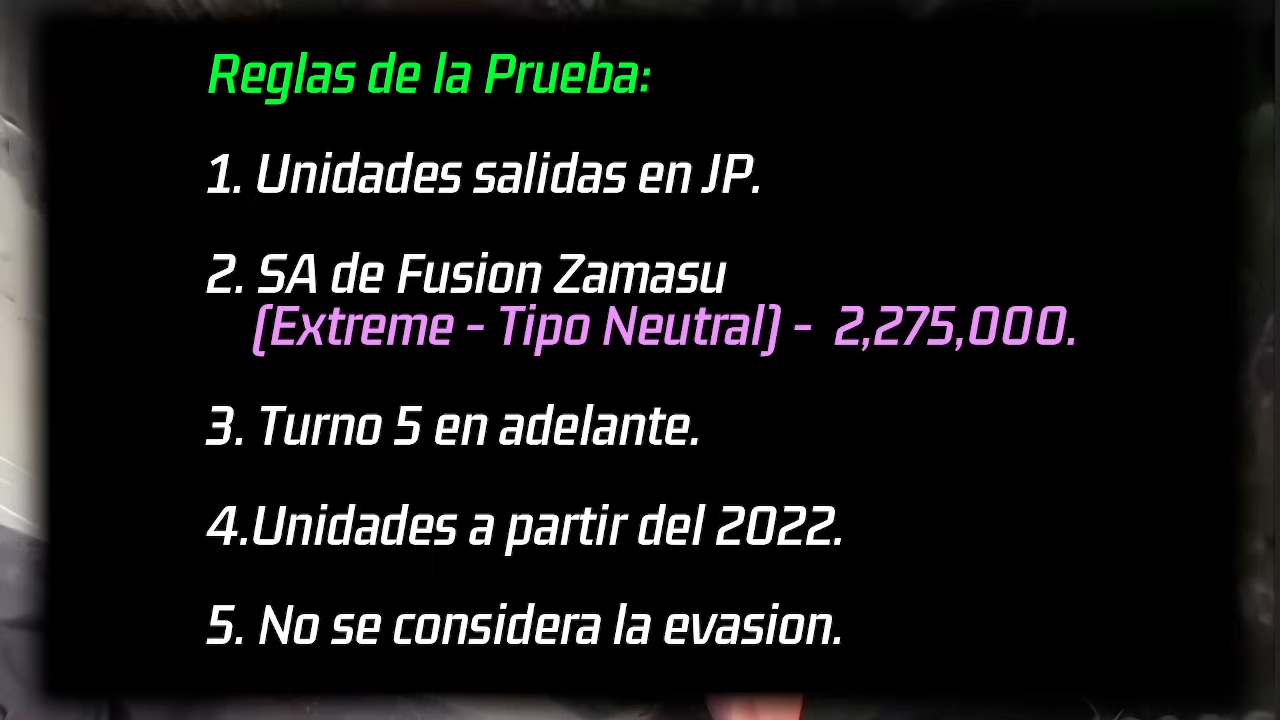 Reglas de la Prueba:
1. Unidades salidas en JP.
2. SA de Fusion Zamasu
(Extreme - Tipo Neutral) - 2,275,000.
3. Turno 5 en adelante.
4.Unidades a partir del 2022.
5. No se considera la evasion.